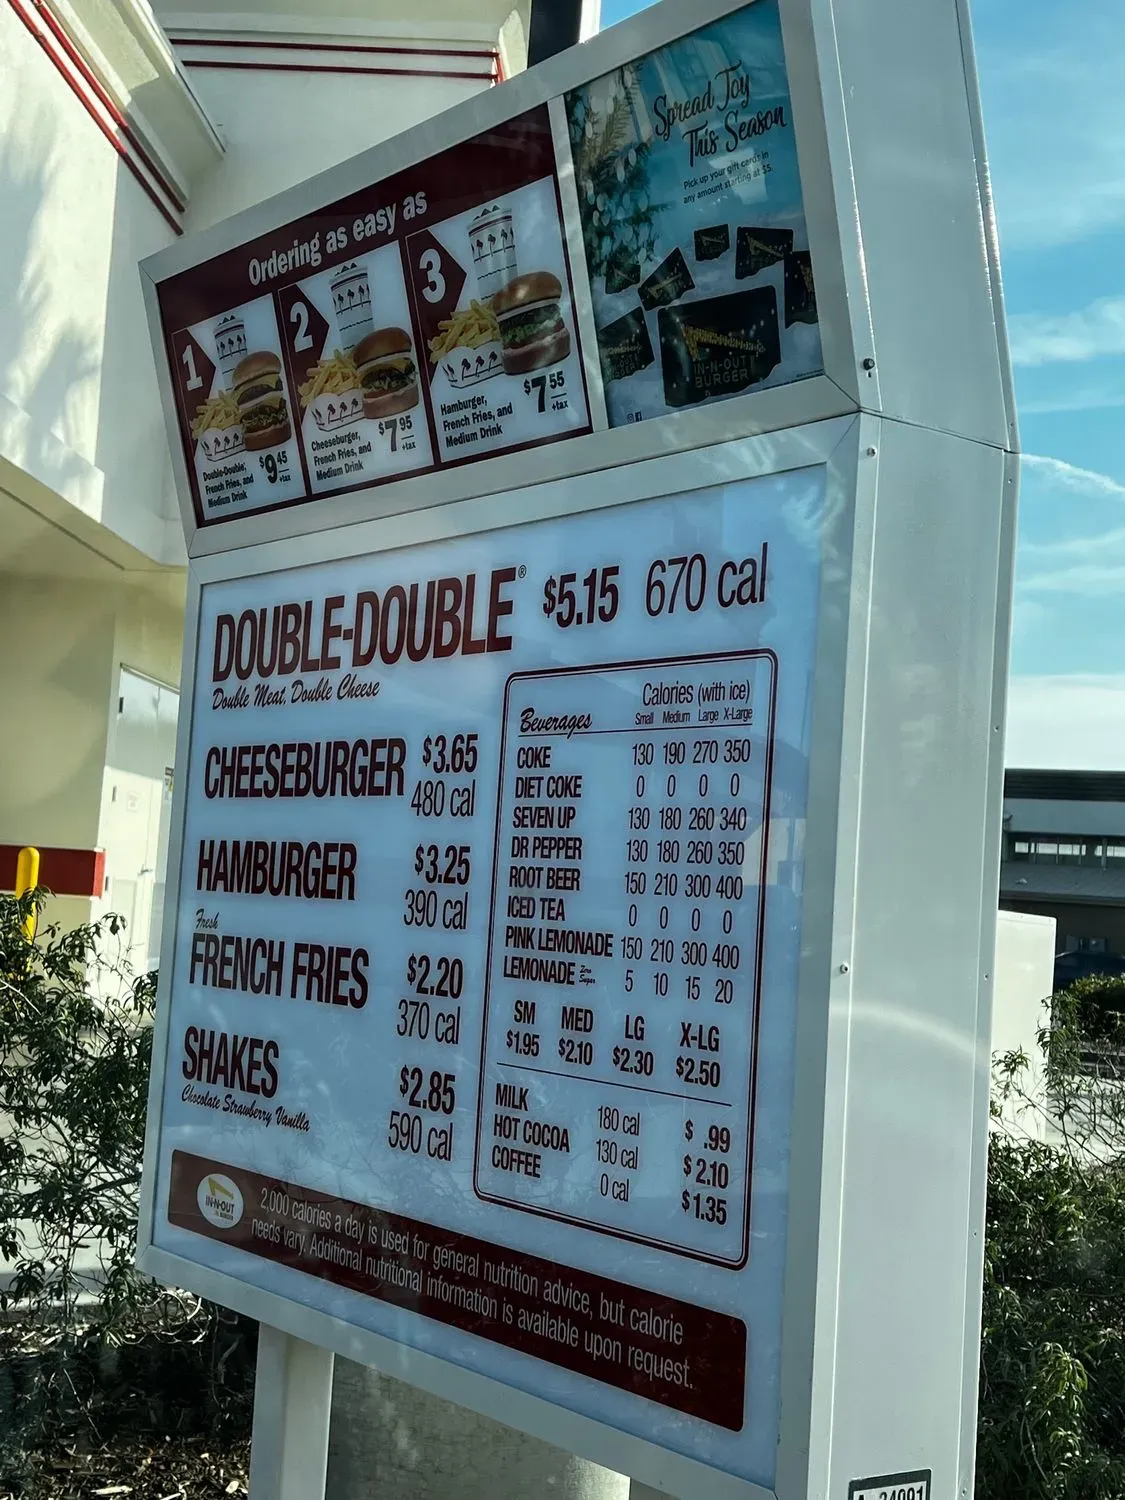 Ordering as easy as
1
Double-Double,
French Fries, and
Medium Drink
$9 45
+tax
2
Cheeseburger,
French Fries, and
Medium Drink
$7 95
+tax
3
Hamburger,
French Fries, and
Medium Drink
$7 55
+tax
Spread Joy
This Season
Pick up your gift cards in
any amount starting at $5.
IN-N-OUT
BURGER
DOUBLE-DOUBLE® $5.15 670 cal
Double Meat, Double Cheese
CHEESEBURGER $3.65
480 cal
HAMBURGER $3.25
390 cal
Fresh
FRENCH FRIES $2.20
370 cal
SHAKES $2.85
Chocolate Strawberry Vanilla 590 cal
Calories (with ice)
Beverages Small Medium Large X-Large
COKE 130 190 270 350
DIET COKE 0 0 0 0
SEVEN UP 130 180 260 340
DR PEPPER 130 180 260 350
ROOT BEER 150 210 300 400
ICED TEA 0 0 0 0
PINK LEMONADE 150 210 300 400
LEMONADE Zero Sugar 5 10 15 20
SM MED LG X-LG
$1.95 $2.10 $2.30 $2.50
MILK 180 cal $ .99
HOT COCOA 130 cal $2.10
COFFEE 0 cal $1.35
IN-N-OUT
BURGER
2,000 calories a day is used for general nutrition advice, but calorie
needs vary. Additional nutritional information is available upon request.